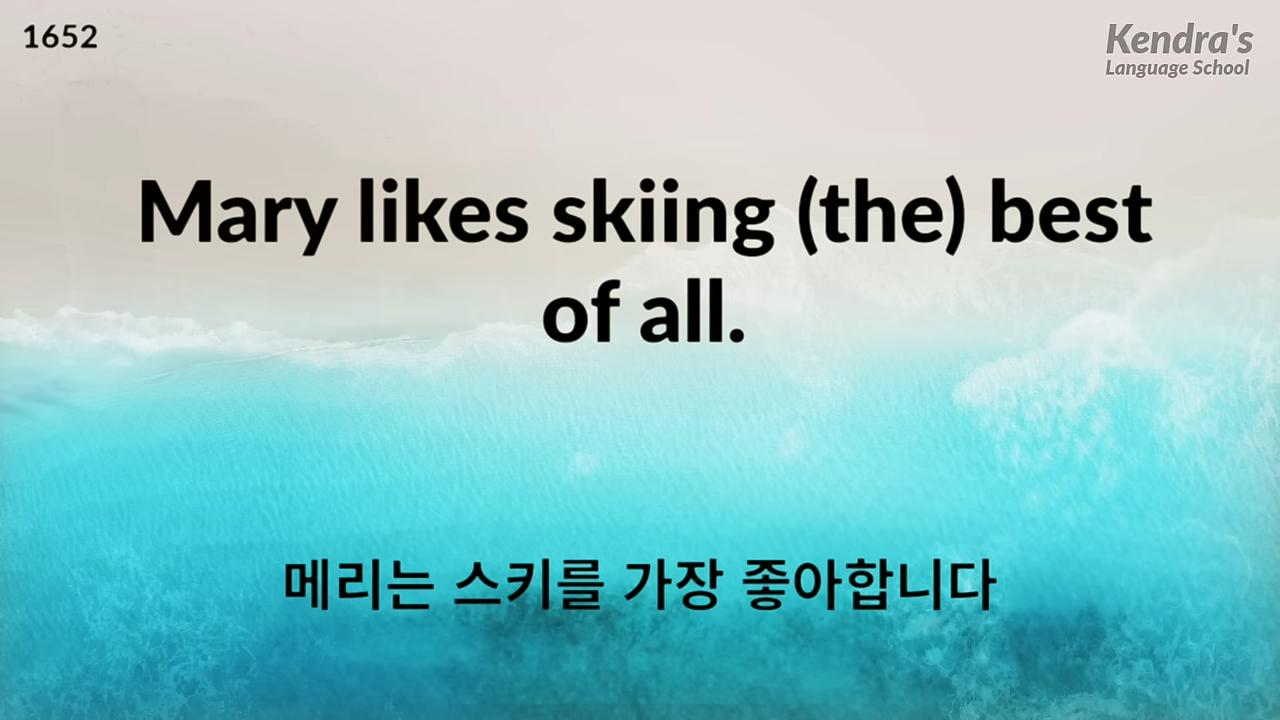 1652
Kendra's
Language School
Mary likes skiing (the) best
of all.
메리는 스키를 가장 좋아합니다